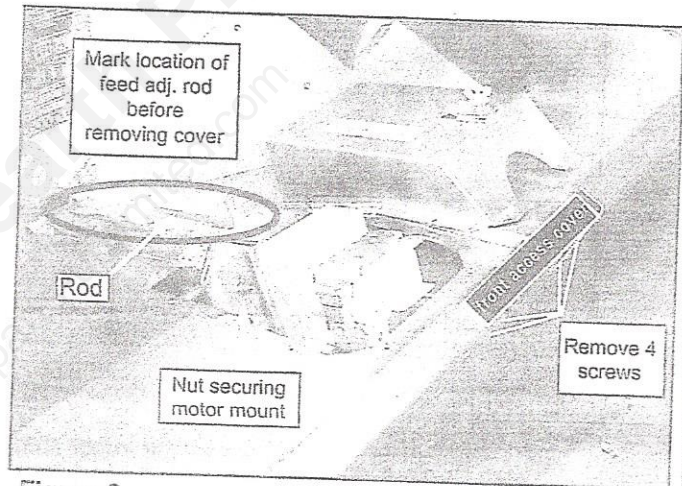 Mark location of
feed adj. rod
before
removing cover
Rod
front access cover
Nut securing
motor mount
Remove 4
screws